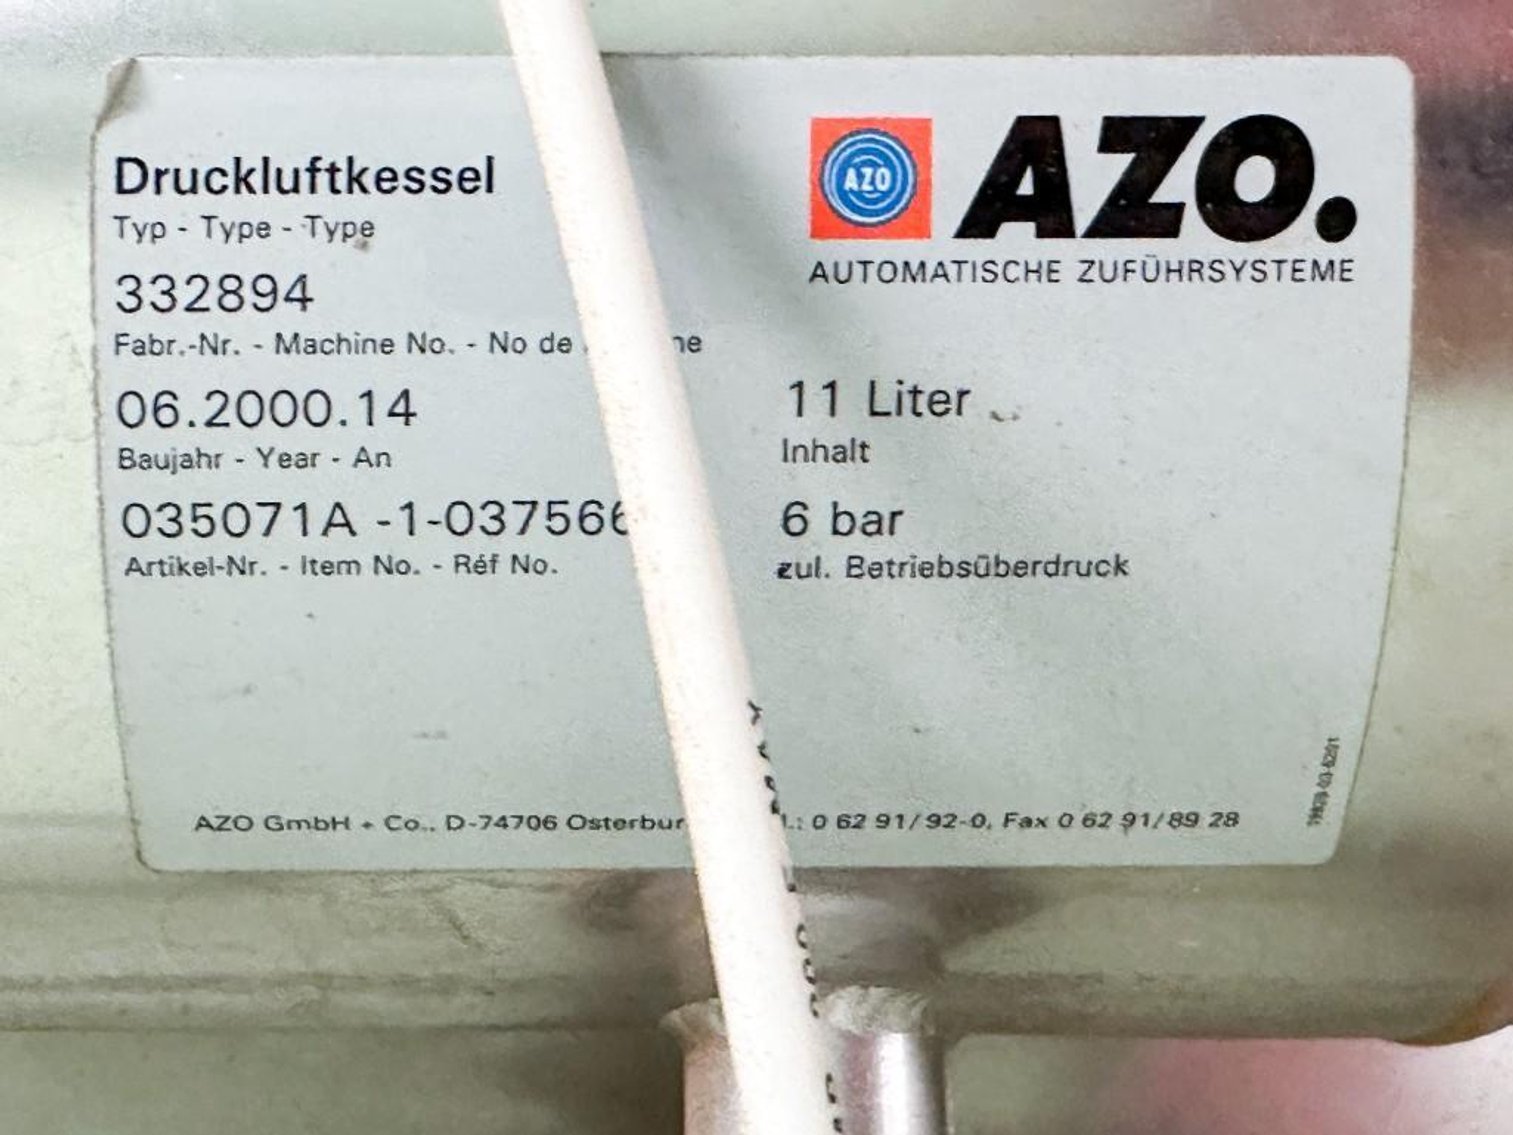 Druckluftkessel
Typ - Type - Type
332894
Fabr.-Nr. - Machine No. - No de
06.2000.14
Baujahr - Year - An
035071A -1-03756
Artikel-Nr. - Item No. - Réf No.
AZO
AZO.
AUTOMATISCHE ZUFÜHRSYSTEME
11 Liter
Inhalt
6 bar
zul. Betriebsüberdruck
AZO GmbH + Co., D-74706 Osterbur .: 0 62 91/92-0, Fax 0 62 91/89 28